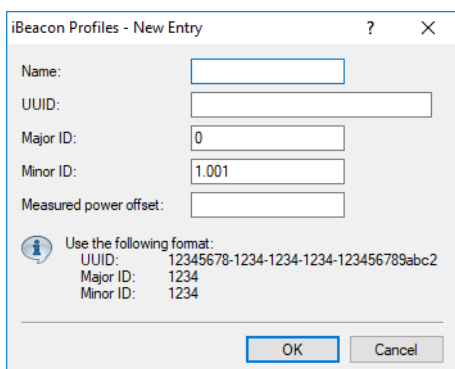 iBeacon Profiles - New Entry ?
Name:
UUID:
Major ID: 0
Minor ID: 1.001
Measured power offset:
Use the following format:
UUID: 12345678-1234-1234-1234-123456789abc2
Major ID: 1234
Minor ID: 1234
OK Cancel